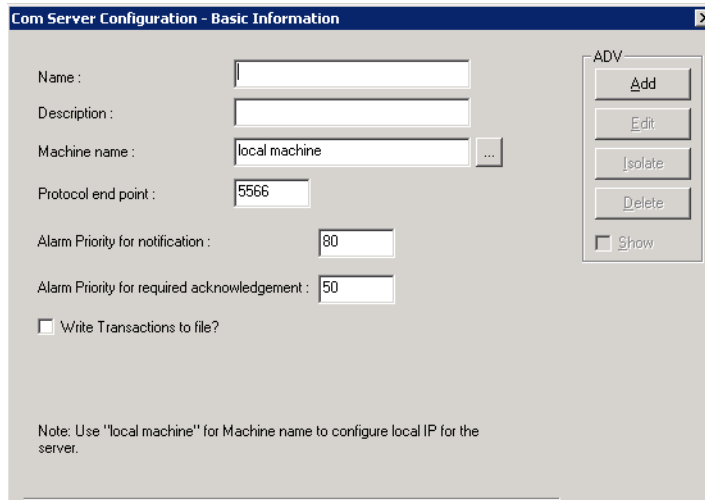 Com Server Configuration - Basic Information
ADV
Name :
Add
Description :
Edit
Machine name :
local machine
...
Isolate
Protocol end point :
5566
Delete
Alarm Priority for notification :
80
Show
Alarm Priority for required acknowledgement :
50
Write Transactions to file?
Note: Use "local machine" for Machine name to configure local IP for the
server.